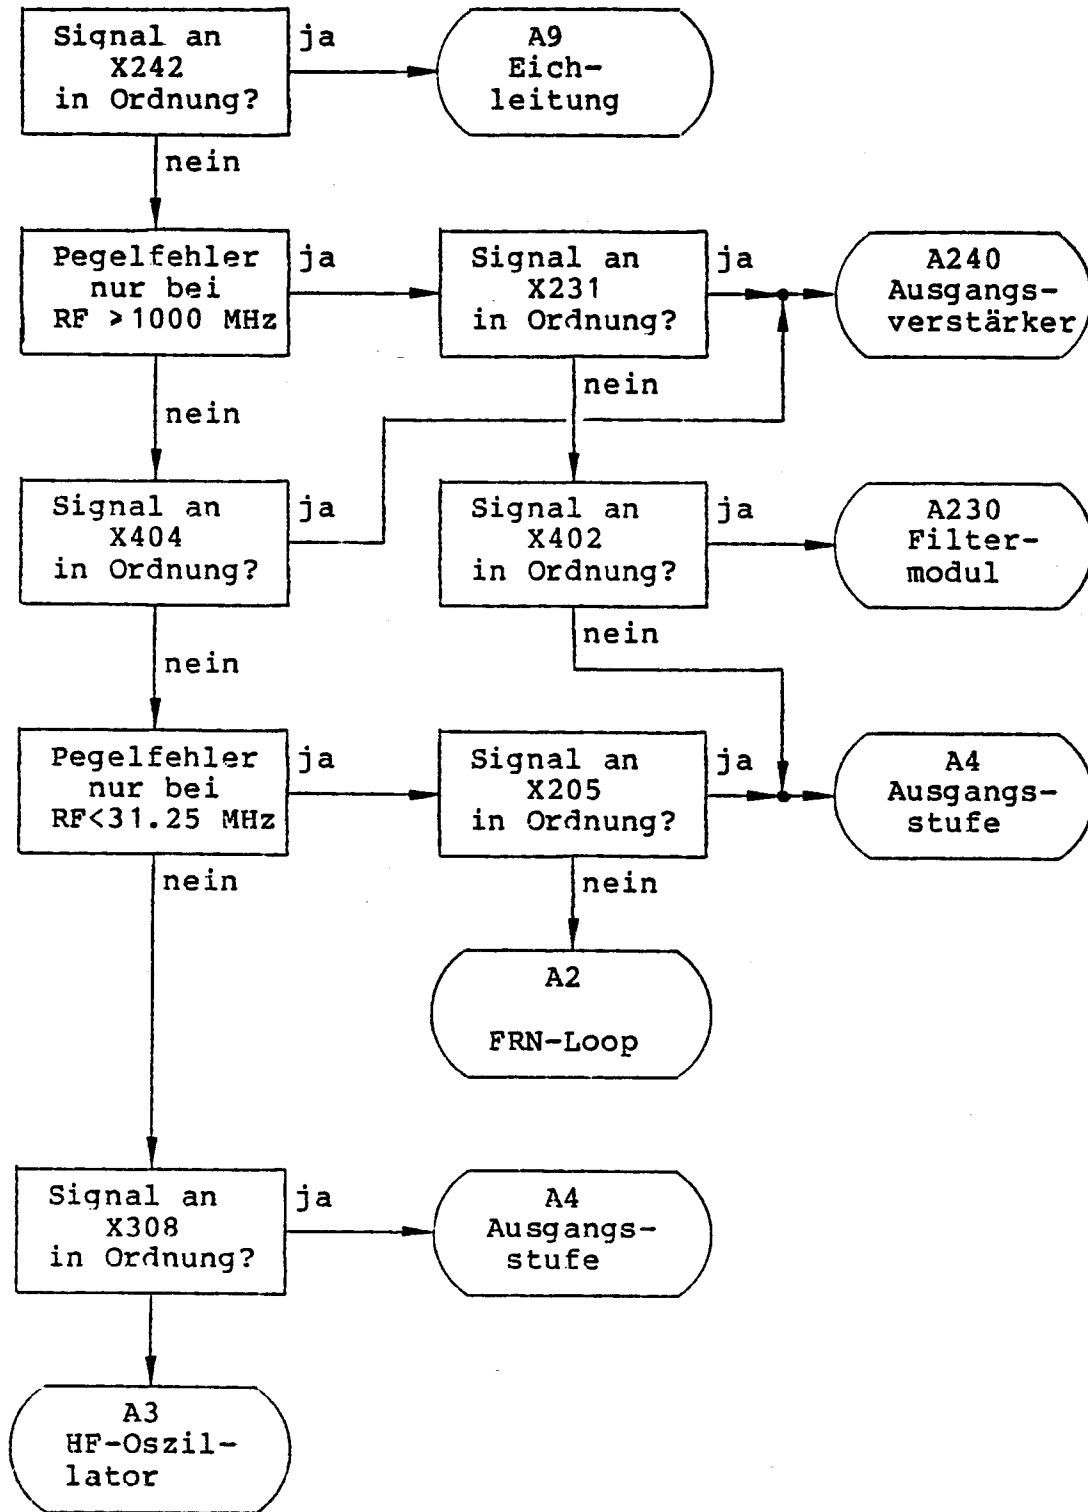 Signal an
X242
in Ordnung?
ja
A9
Eich-
leitung
nein
Pegelfehler
nur bei
RF >1000 MHz
ja
Signal an
X231
in Ordnung?
ja
A240
Ausgangs-
verstärker
nein
nein
Signal an
X404
in Ordnung?
ja
Signal an
X402
in Ordnung?
ja
A230
Filter-
modul
nein
nein
Pegelfehler
nur bei
RF<31.25 MHz
ja
Signal an
X205
in Ordnung?
ja
A4
Ausgangs-
stufe
nein
nein
A2
FRN-Loop
Signal an
X308
in Ordnung?
ja
A4
Ausgangs-
stufe
A3
HF-Oszil-
lator